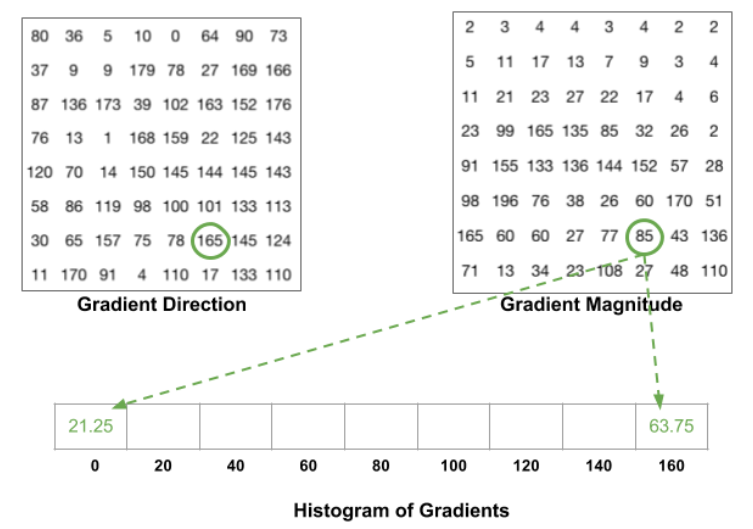 80 36 5 10 0 64 90 73
37 9 9 179 78 27 169 166
87 136 173 39 102 163 152 176
76 13 1 168 159 22 125 143
120 70 14 150 145 144 145 143
58 86 119 98 100 101 133 113
30 65 157 75 78 165 145 124
11 170 91 4 110 17 133 110
Gradient Direction
2 3 4 4 3 4 2 2
5 11 17 13 7 9 3 4
11 21 23 27 22 17 4 6
23 99 165 135 85 32 26 2
91 155 133 136 144 152 57 28
98 196 76 38 26 60 170 51
165 60 60 27 77 85 43 136
71 13 34 23 108 27 48 110
Gradient Magnitude
21.25 63.75
0 20 40 60 80 100 120 140 160
Histogram of Gradients